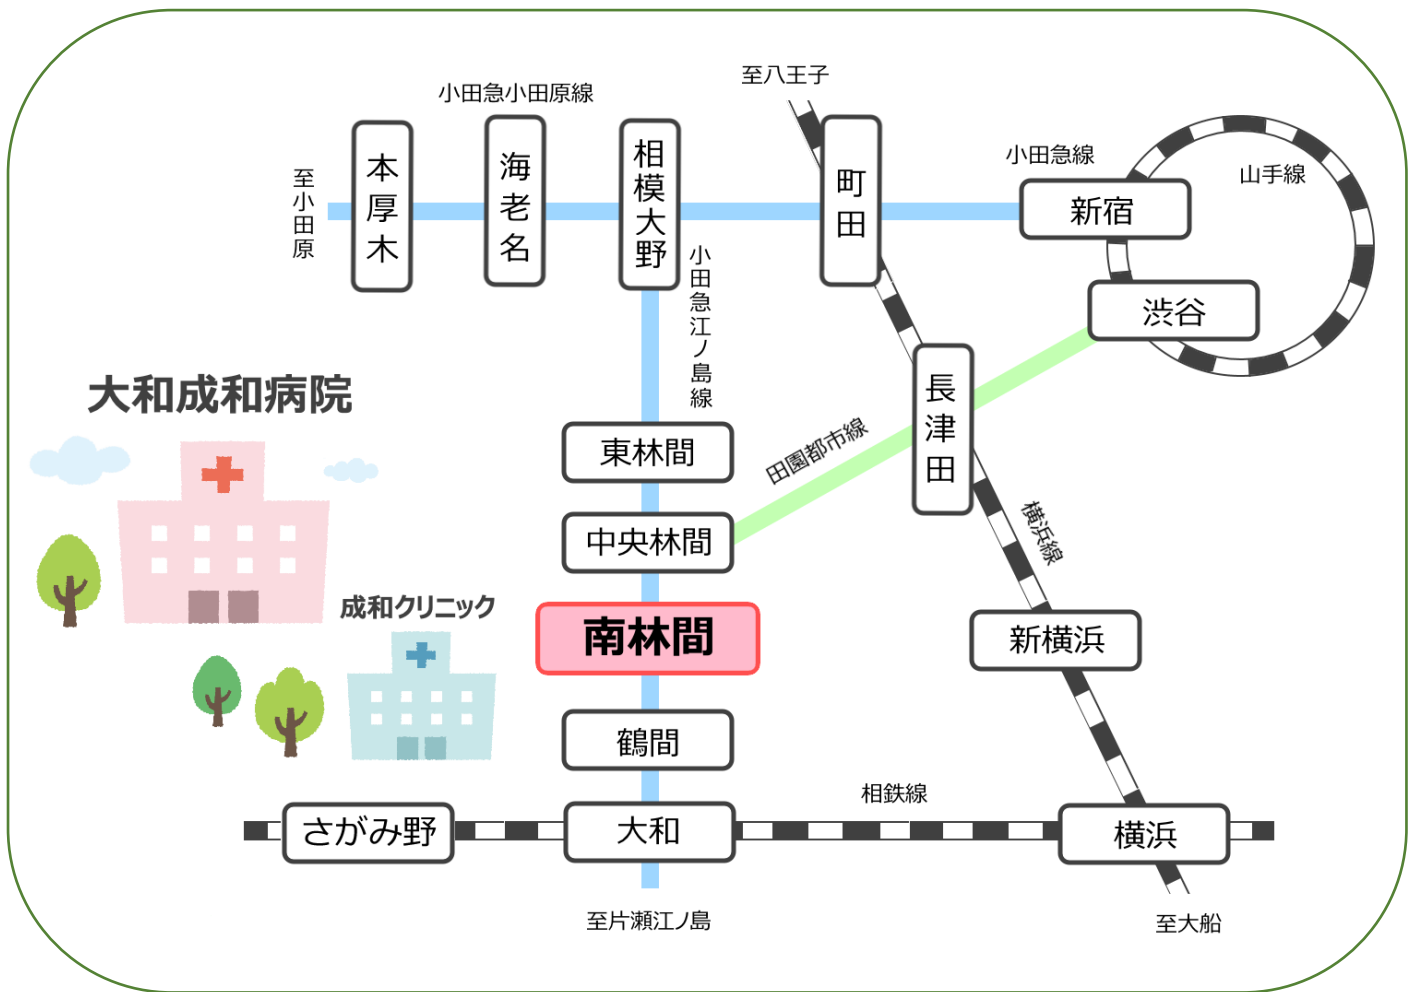 至八王子
小田急小田原線
小田急線
山手線
至小田原
本厚木
海老名
相模大野
町田
新宿
渋谷
小田急江ノ島線
大和成和病院
長津田
田園都市線
東林間
中央林間
横浜線
成和クリニック
南林間
新横浜
鶴間
相鉄線
さがみ野
大和
横浜
至片瀬江ノ島
至大船